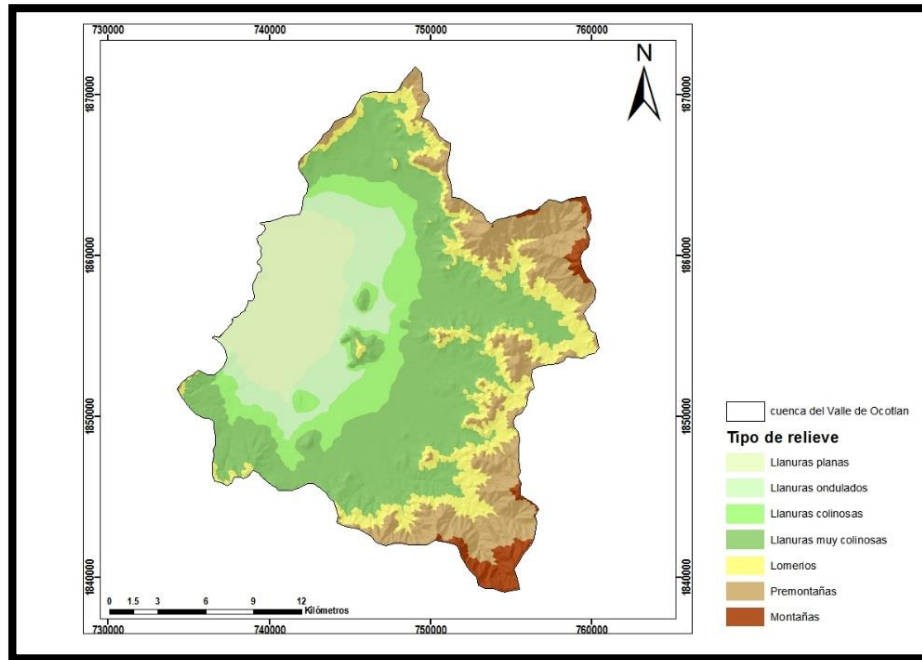 730000 740000 750000 760000
N
1870000 1870000
1860000 1860000
1850000 1850000
1840000 1840000
0 1.5 3 6 9 12
Kilómetros
730000 740000 750000 760000
cuenca del Valle de Ocotlan
Tipo de relieve
Llanuras planas
Llanuras ondulados
Llanuras colinosas
Llanuras muy colinosas
Lomerios
Premontañas
Montañas